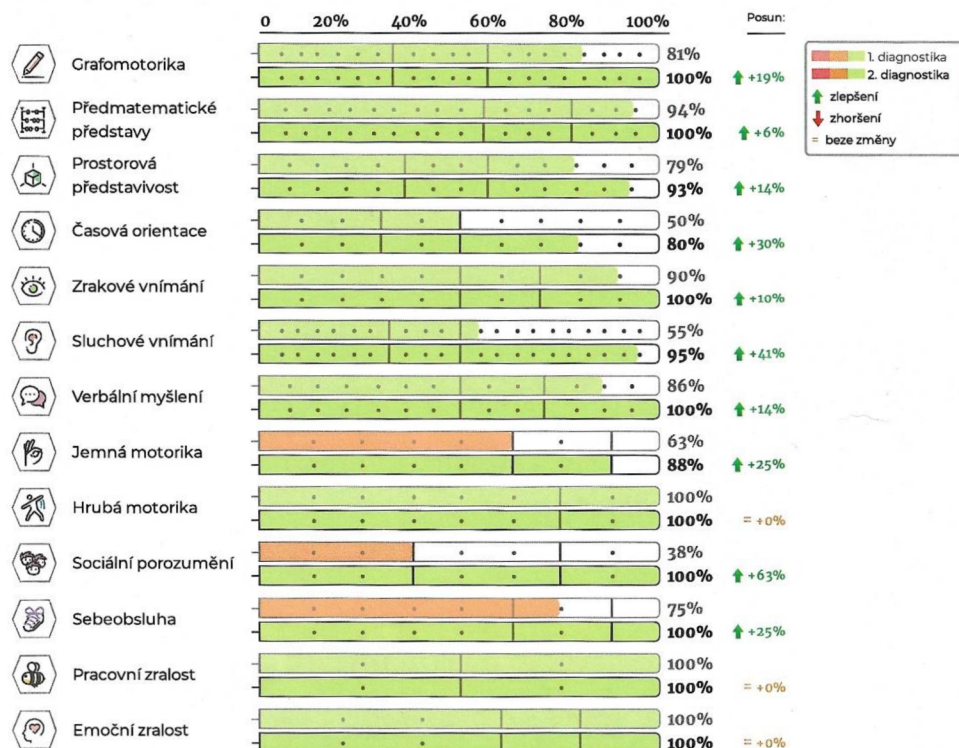 0 20% 40% 60% 80% 100% Posun:
Grafomotorika 81%
100% +19%
Předmatematické představy 94%
100% +6%
Prostorová představivost 79%
93% +14%
Časová orientace 50%
80% +30%
Zrakové vnímání 90%
100% +10%
Sluchové vnímání 55%
95% +41%
Verbální myšlení 86%
100% +14%
Jemná motorika 63%
88% +25%
Hrubá motorika 100%
100% = +0%
Sociální porozumění 38%
100% +63%
Sebeobsluha 75%
100% +25%
Pracovní zralost 100%
100% = +0%
Emoční zralost 100%
100% = +0%
1. diagnostika
2. diagnostika
zlepšení
zhoršení
= beze změny